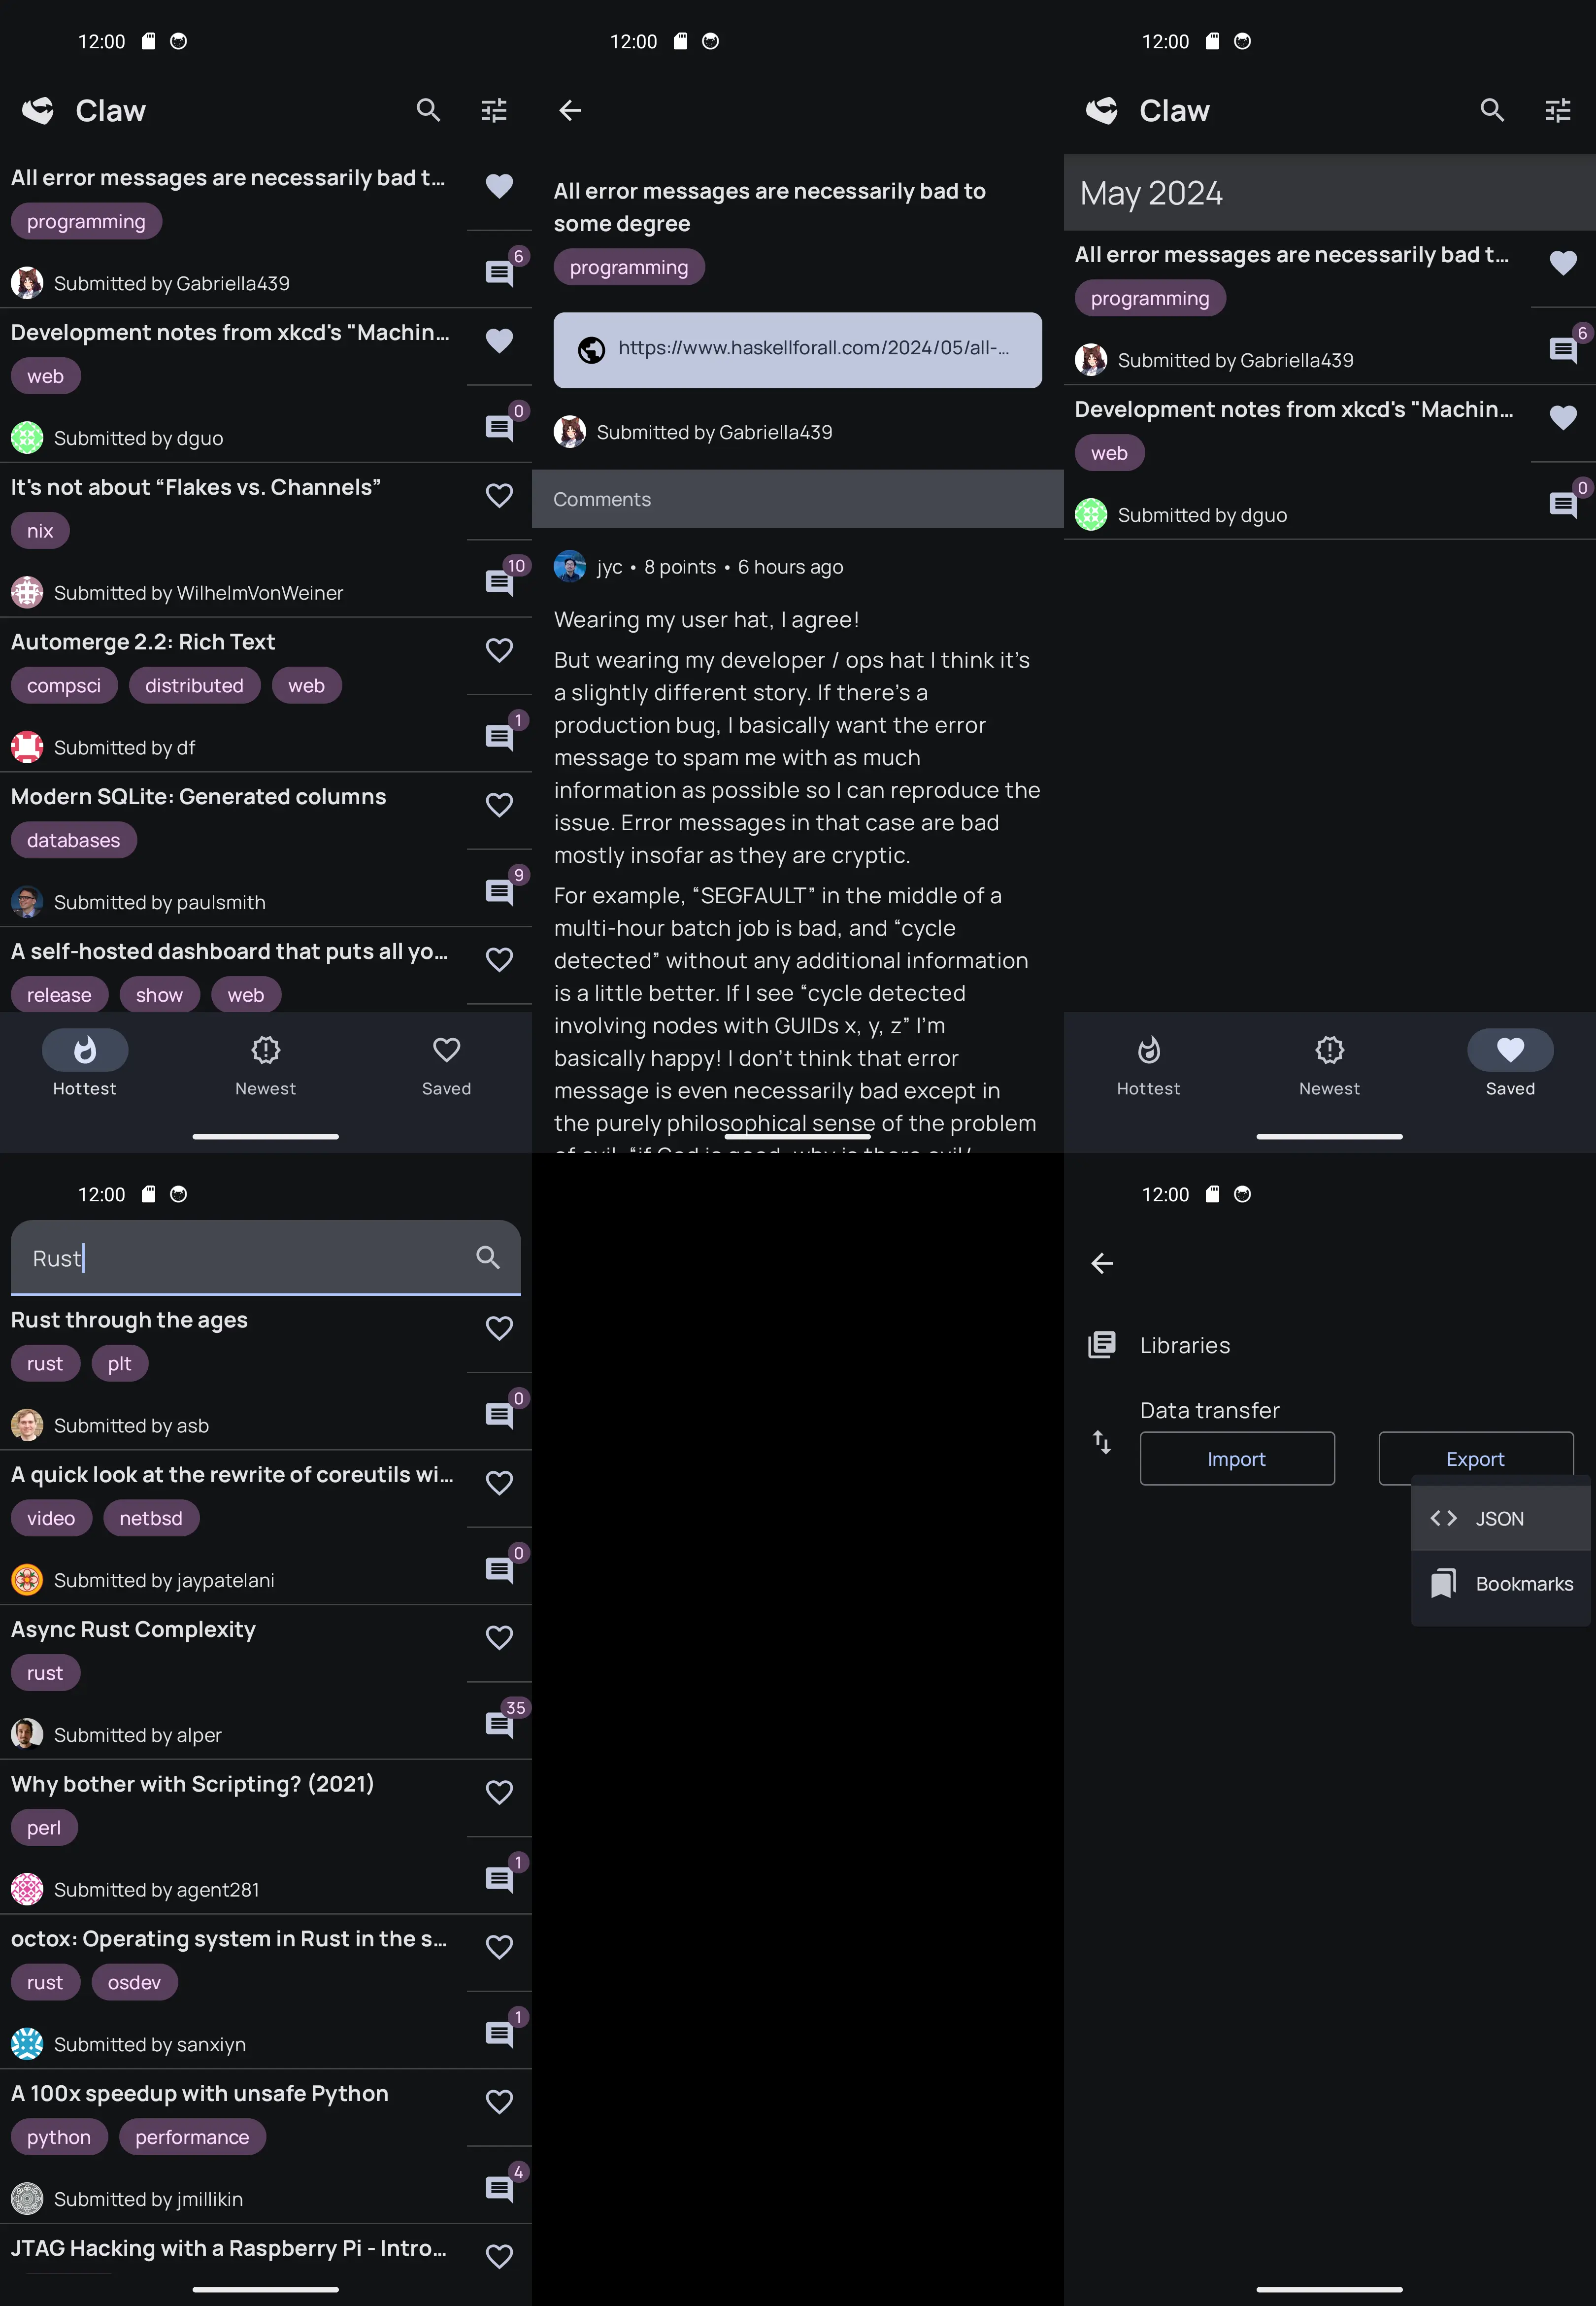 12:00
Claw
All error messages are necessarily bad t...
programming
6
Submitted by Gabriella439
Development notes from xkcd's "Machin...
web
0
Submitted by dguo
It's not about “Flakes vs. Channels”
nix
10
Submitted by WilhelmVonWeiner
Automerge 2.2: Rich Text
compsci distributed web
1
Submitted by df
Modern SQLite: Generated columns
databases
9
Submitted by paulsmith
A self-hosted dashboard that puts all yo...
release show web
Hottest Newest Saved
12:00
All error messages are necessarily bad to
some degree
programming
https://www.haskellforall.com/2024/05/all-...
Submitted by Gabriella439
Comments
jyc • 8 points • 6 hours ago
Wearing my user hat, I agree!
But wearing my developer / ops hat I think it’s
a slightly different story. If there’s a
production bug, I basically want the error
message to spam me with as much
information as possible so I can reproduce the
issue. Error messages in that case are bad
mostly insofar as they are cryptic.
For example, “SEGFAULT” in the middle of a
multi-hour batch job is bad, and “cycle
detected” without any additional information
is a little better. If I see “cycle detected
involving nodes with GUIDs x, y, z” I’m
basically happy! I don’t think that error
message is even necessarily bad except in
the purely philosophical sense of the problem
of evil, “if God is good, why is there evil/
12:00
Claw
May 2024
All error messages are necessarily bad t...
programming
6
Submitted by Gabriella439
Development notes from xkcd's "Machin...
web
0
Submitted by dguo
Hottest Newest Saved
12:00
Rust
Rust through the ages
rust plt
0
Submitted by asb
A quick look at the rewrite of coreutils wi...
video netbsd
0
Submitted by jaypatelani
Async Rust Complexity
rust
35
Submitted by alper
Why bother with Scripting? (2021)
perl
1
Submitted by agent281
octox: Operating system in Rust in the s...
rust osdev
1
Submitted by sanxiyn
A 100x speedup with unsafe Python
python performance
4
Submitted by jmillikin
JTAG Hacking with a Raspberry Pi - Intro...
12:00
Libraries
Data transfer
Import Export
JSON
Bookmarks